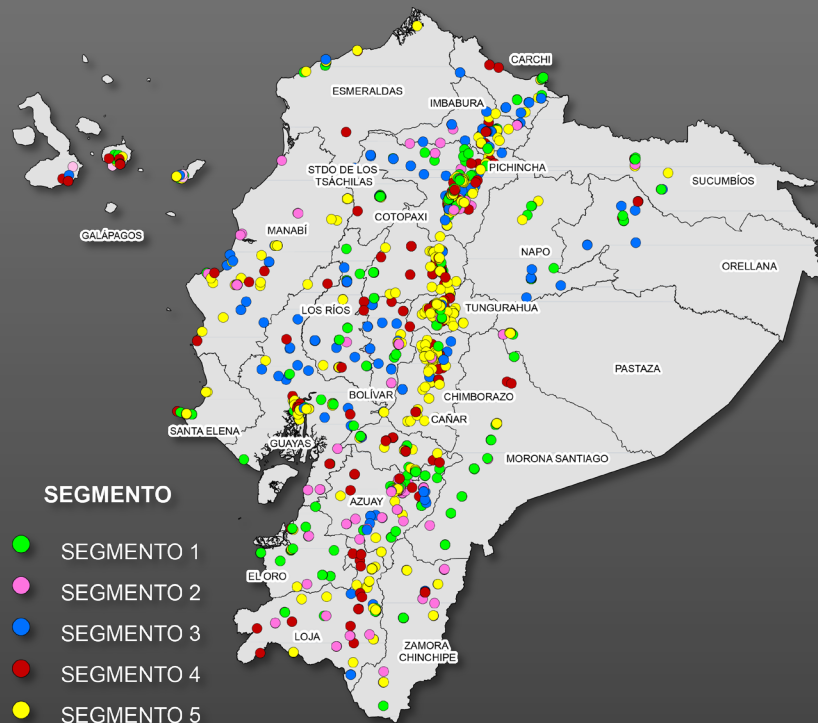 CARCHI
ESMERALDAS
IMBABURA
PICHINCHA
STDO DE LOS
TSÁCHILAS
SUCUMBÍOS
COTOPAXI
MANABÍ
GALÁPAGOS
NAPO
ORELLANA
LOS RÍOS
TUNGURAHUA
PASTAZA
BOLÍVAR
CHIMBORAZO
CAÑAR
SANTA ELENA
GUAYAS
MORONA SANTIAGO
AZUAY
EL ORO
LOJA
ZAMORA
CHINCHIPE
SEGMENTO
SEGMENTO 1
SEGMENTO 2
SEGMENTO 3
SEGMENTO 4
SEGMENTO 5